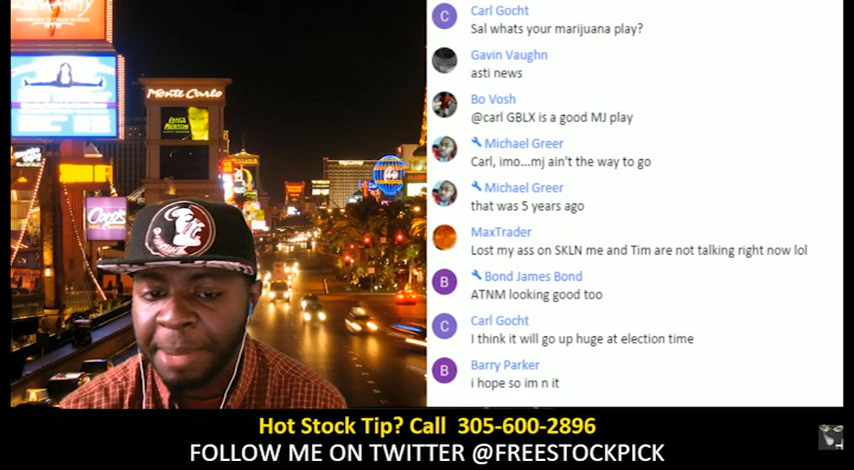 Monte Carlo
LANCE
BURTON
Carl Gocht
Sal whats your marijuana play?
Gavin Vaughn
asti news
Bo Vosh
@carl GBLX is a good MJ play
Michael Greer
Carl, imo...mj ain't the way to go
Michael Greer
that was 5 years ago
MaxTrader
Lost my ass on SKLN me and Tim are not talking right now lol
B
Bond James Bond
ATNM looking good too
C
Carl Gocht
I think it will go up huge at election time
B
Barry Parker
i hope so im n it
Hot Stock Tip? Call 305-600-2896
FOLLOW ME ON TWITTER @FREESTOCKPICK